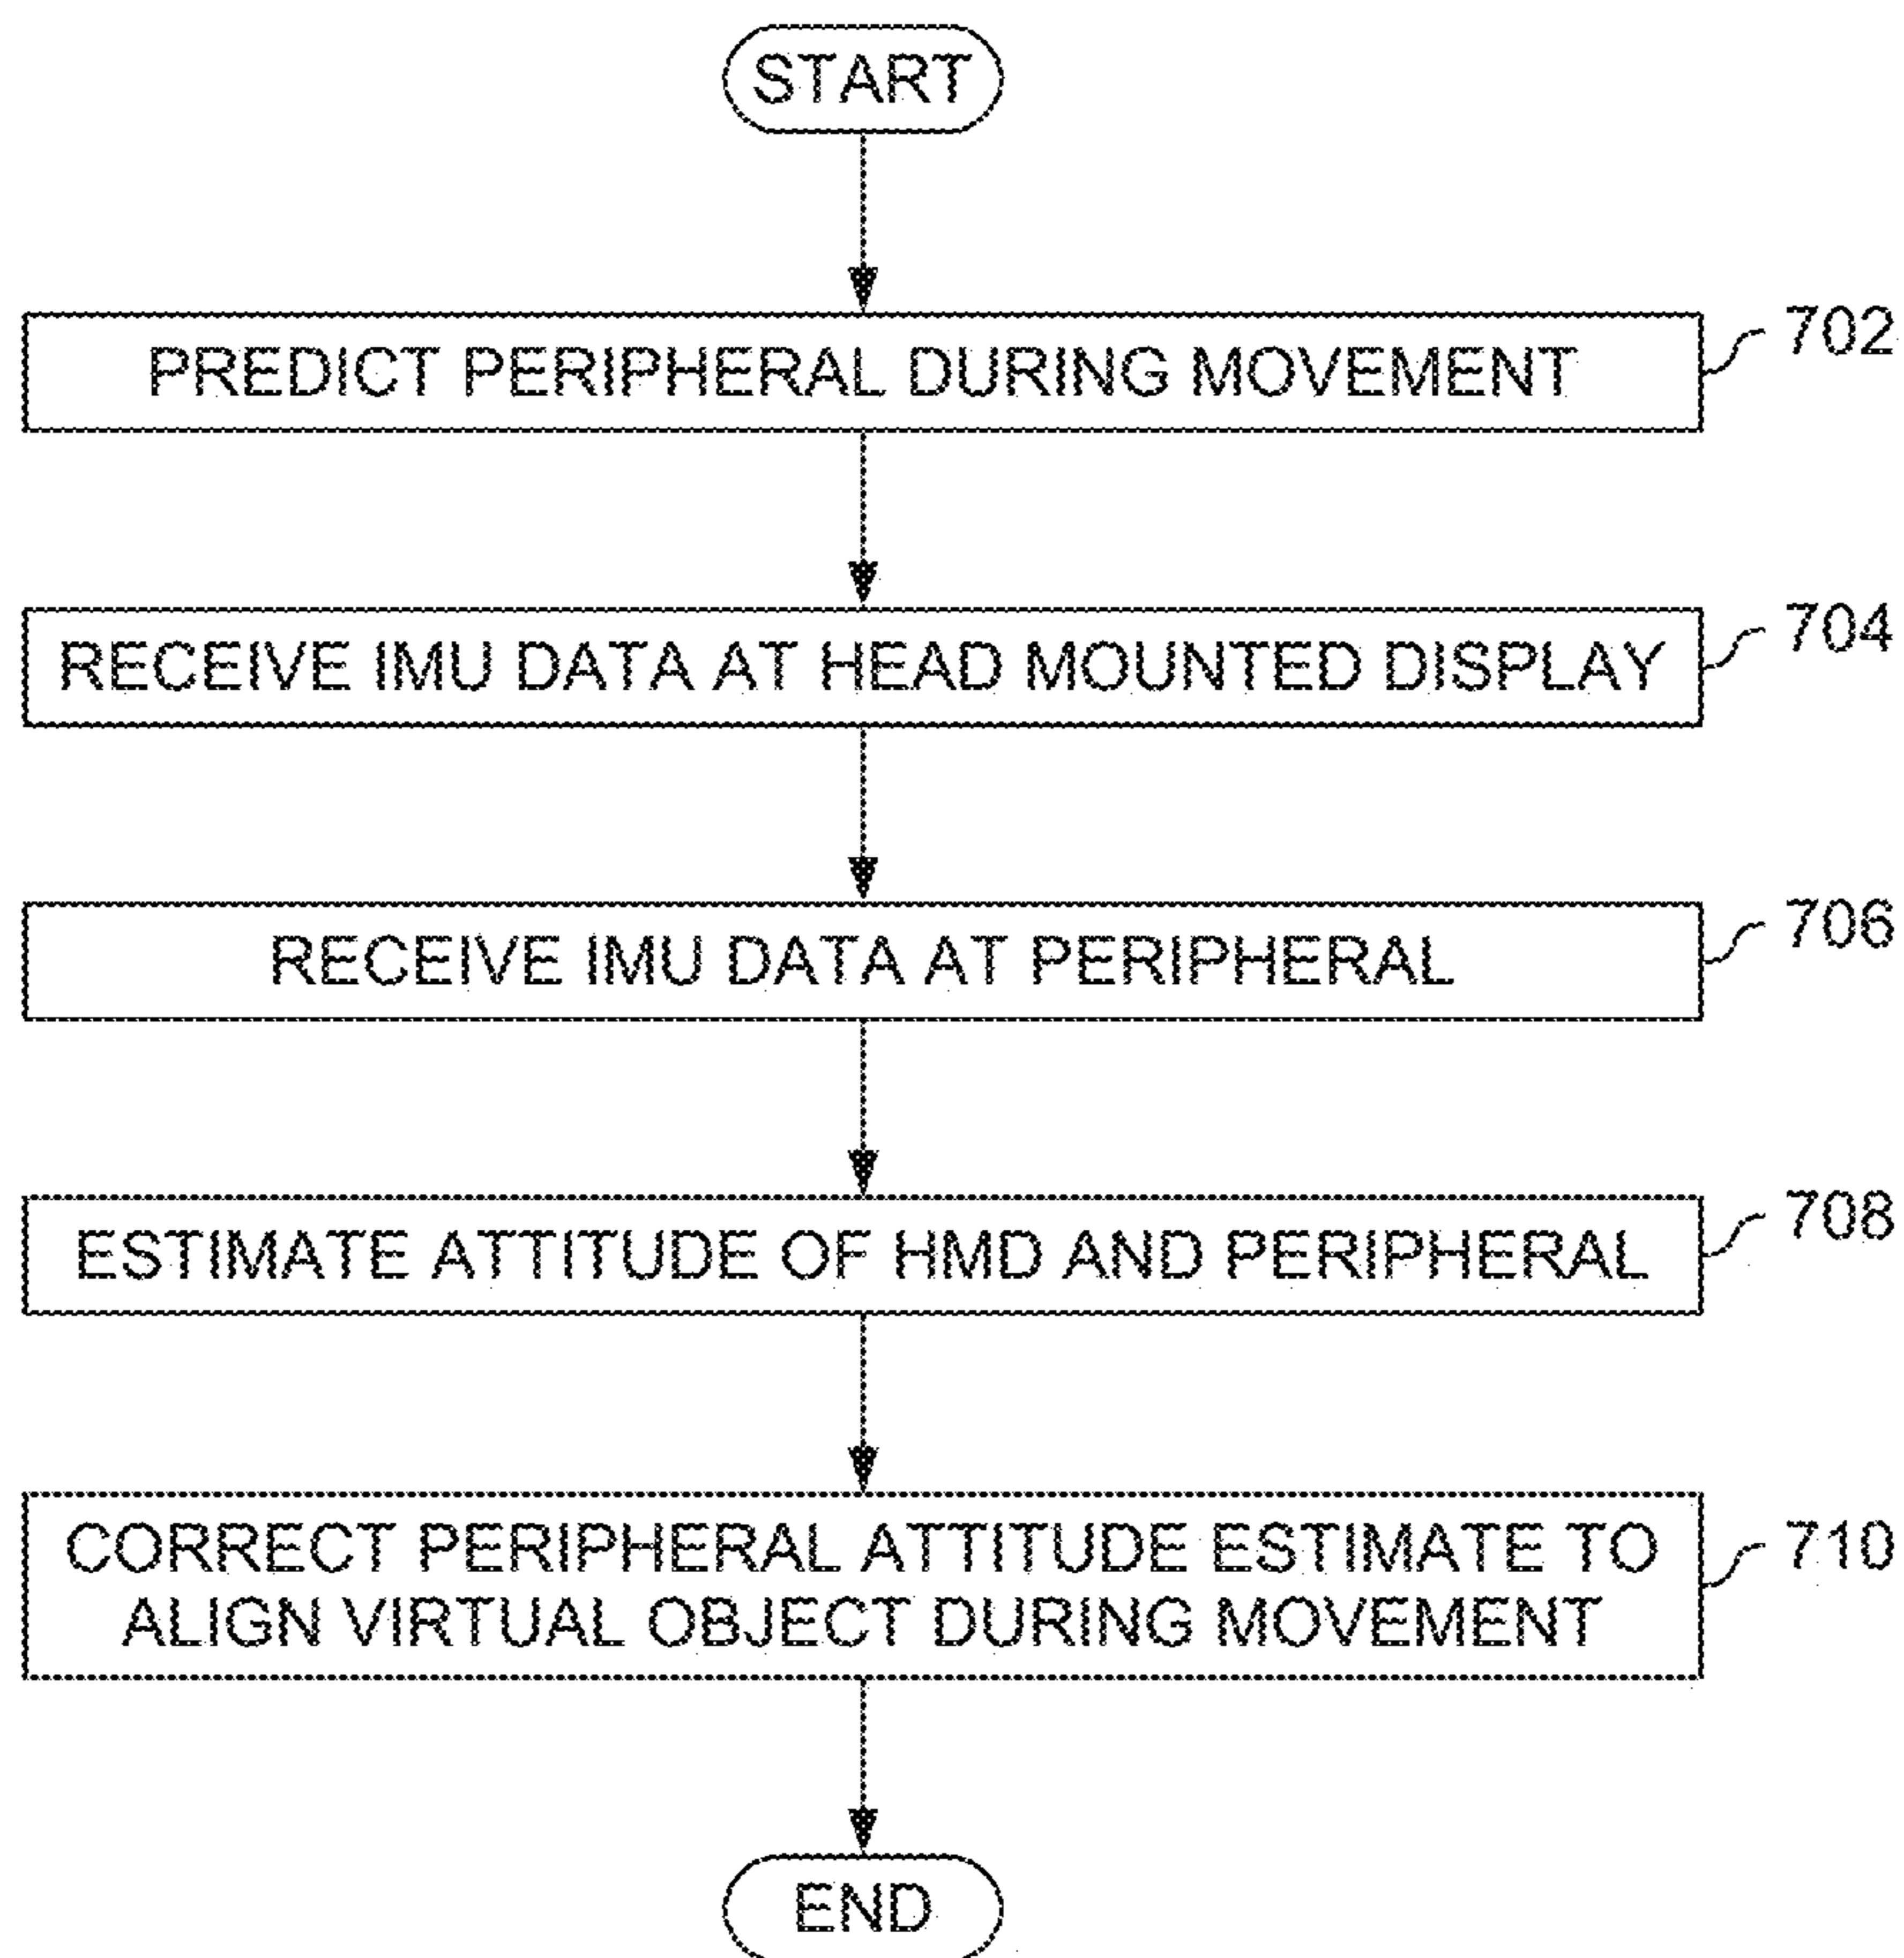 START
PREDICT PERIPHERAL DURING MOVEMENT
702
RECEIVE IMU DATA AT HEAD MOUNTED DISPLAY
704
RECEIVE IMU DATA AT PERIPHERAL
706
ESTIMATE ATTITUDE OF HMD AND PERIPHERAL
708
CORRECT PERIPHERAL ATTITUDE ESTIMATE TO
ALIGN VIRTUAL OBJECT DURING MOVEMENT
710
END